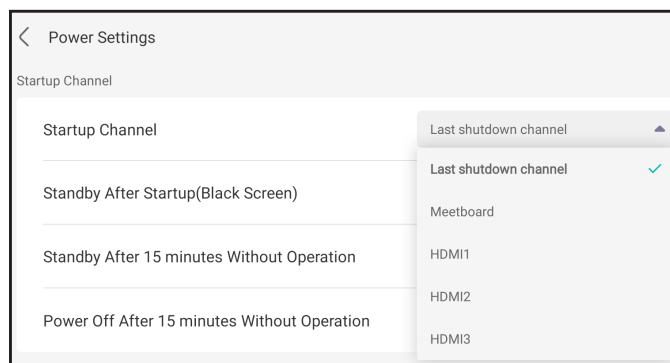 Power Settings
Startup Channel
Startup Channel
Last shutdown channel
Last shutdown channel
Standby After Startup(Black Screen)
Meetboard
Standby After 15 minutes Without Operation
HDMI1
HDMI2
Power Off After 15 minutes Without Operation
HDMI3